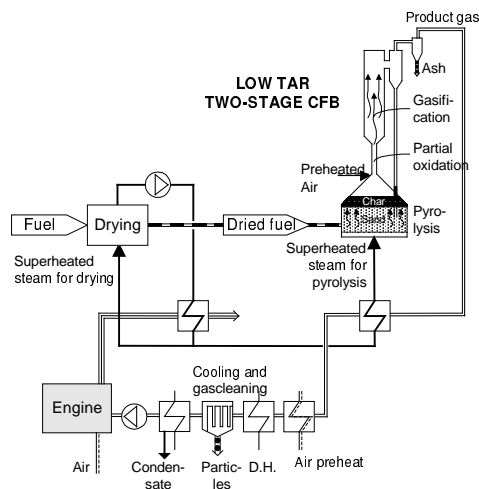 Product gas
LOW TAR
TWO-STAGE CFB
Ash
Gasifi-
cation
Partial
oxidation
Preheated
Air
Char
Sand
Pyro-
lysis
Fuel
Drying
Dried fuel
Superheated
steam for drying
Superheated
steam for
pyrolysis
Cooling and
gascleaning
Engine
Air
Conden-
sate
Partic-
les
D.H.
Air preheat